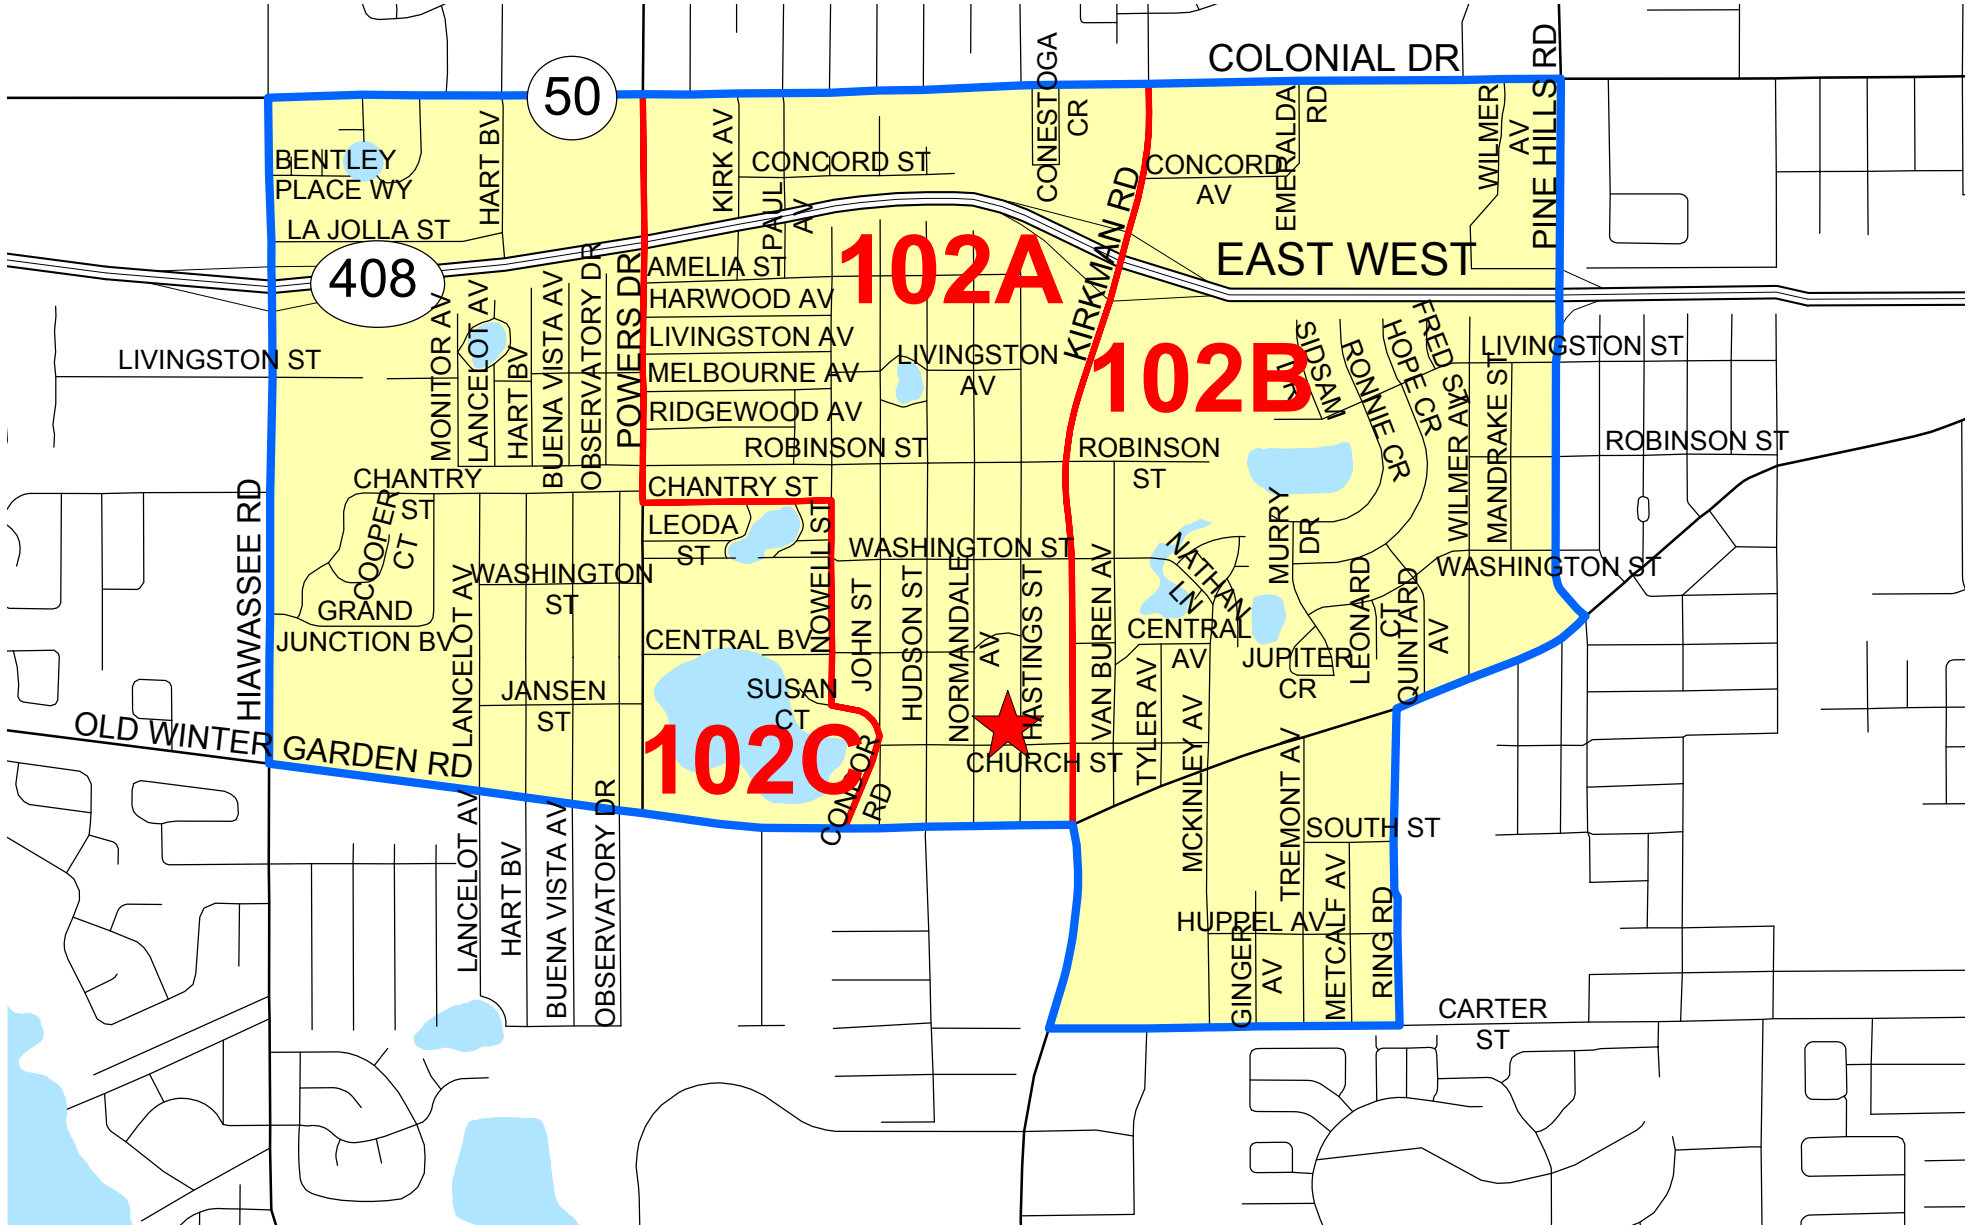 COLONIAL DR
50
CONESTOGA
CR
EMERALDA
RD
WILMER
AV
PINE HILLS RD
HART BV
KIRK AV
BENTLEY
PLACE WY
CONCORD ST
CONCORD
AV
PAUL
AV
KIRKMAN RD
LA JOLLA ST
EAST WEST
408
102A
AMELIA ST
HARWOOD AV
LIVINGSTON AV
MELBOURNE AV
RIDGEWOOD AV
POWERS DR
OBSERVATORY DR
BUENA VISTA AV
HART BV
LANCELOT AV
MONITOR AV
LIVINGSTON ST
LIVINGSTON
AV
102B
SIDSAM
DR
RONNIE CR
HOPE CR
FRED ST
LIVINGSTON ST
WILMER AV
MANDRAKE ST
ROBINSON ST
ROBINSON
ST
ROBINSON ST
CHANTRY
ST
CHANTRY ST
COOPER
CT
HIAWASSEE RD
LEODA
ST
NOWELL ST
WASHINGTON ST
WASHINGTON
ST
WASHINGTON ST
MURRY
DR
NATHAN
LN
LEONARD
CT
QUINTARD
AV
GRAND
JUNCTION BV
LANCELOT AV
CENTRAL BV
CENTRAL
AV
JOHN ST
HUDSON ST
NORMANDALE
AV
HASTINGS ST
VAN BUREN AV
TYLER AV
MCKINLEY AV
JUPITER
CR
JANSEN
ST
SUSAN
CT
102C
CONDOR
RD
CHURCH ST
OLD WINTER GARDEN RD
LANCELOT AV
HART BV
BUENA VISTA AV
OBSERVATORY DR
TREMONT AV
SOUTH ST
METCALF AV
RING RD
HUPPEL AV
GINGER
AV
CARTER
ST